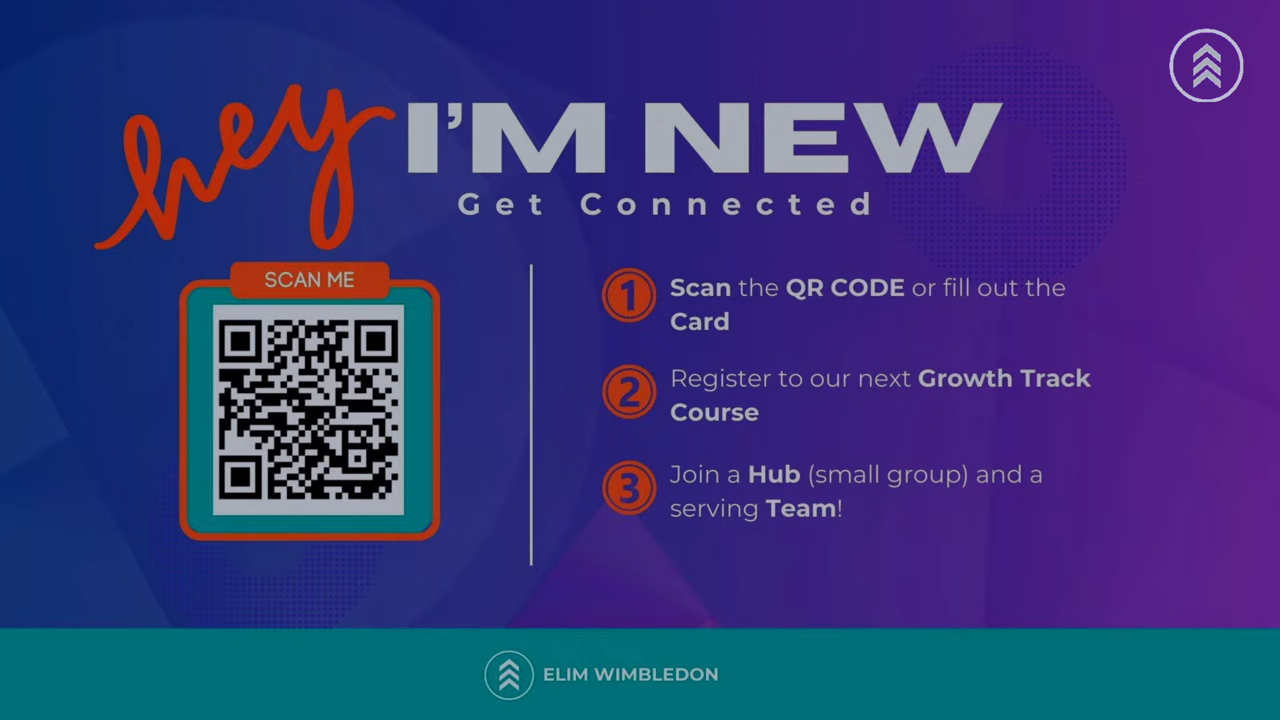 hey I'M NEW
Get Connected
SCAN ME
1 Scan the QR CODE or fill out the
Card
2 Register to our next Growth Track
Course
3 Join a Hub (small group) and a
serving Team!
ELIM WIMBLEDON